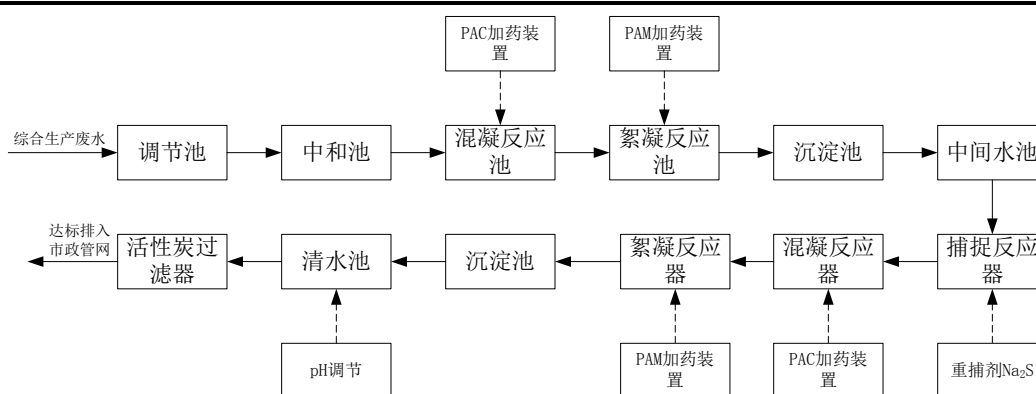 PAC加药装
置
PAM加药装
置
综合生产废水
调节池
中和池
混凝反应
池
絮凝反应
池
沉淀池
中间水池
达标排入
市政管网
活性炭过
滤器
清水池
沉淀池
絮凝反应
器
混凝反应
器
捕捉反应
器
pH调节
PAM加药装
置
PAC加药装
置
重捕剂Na₂S